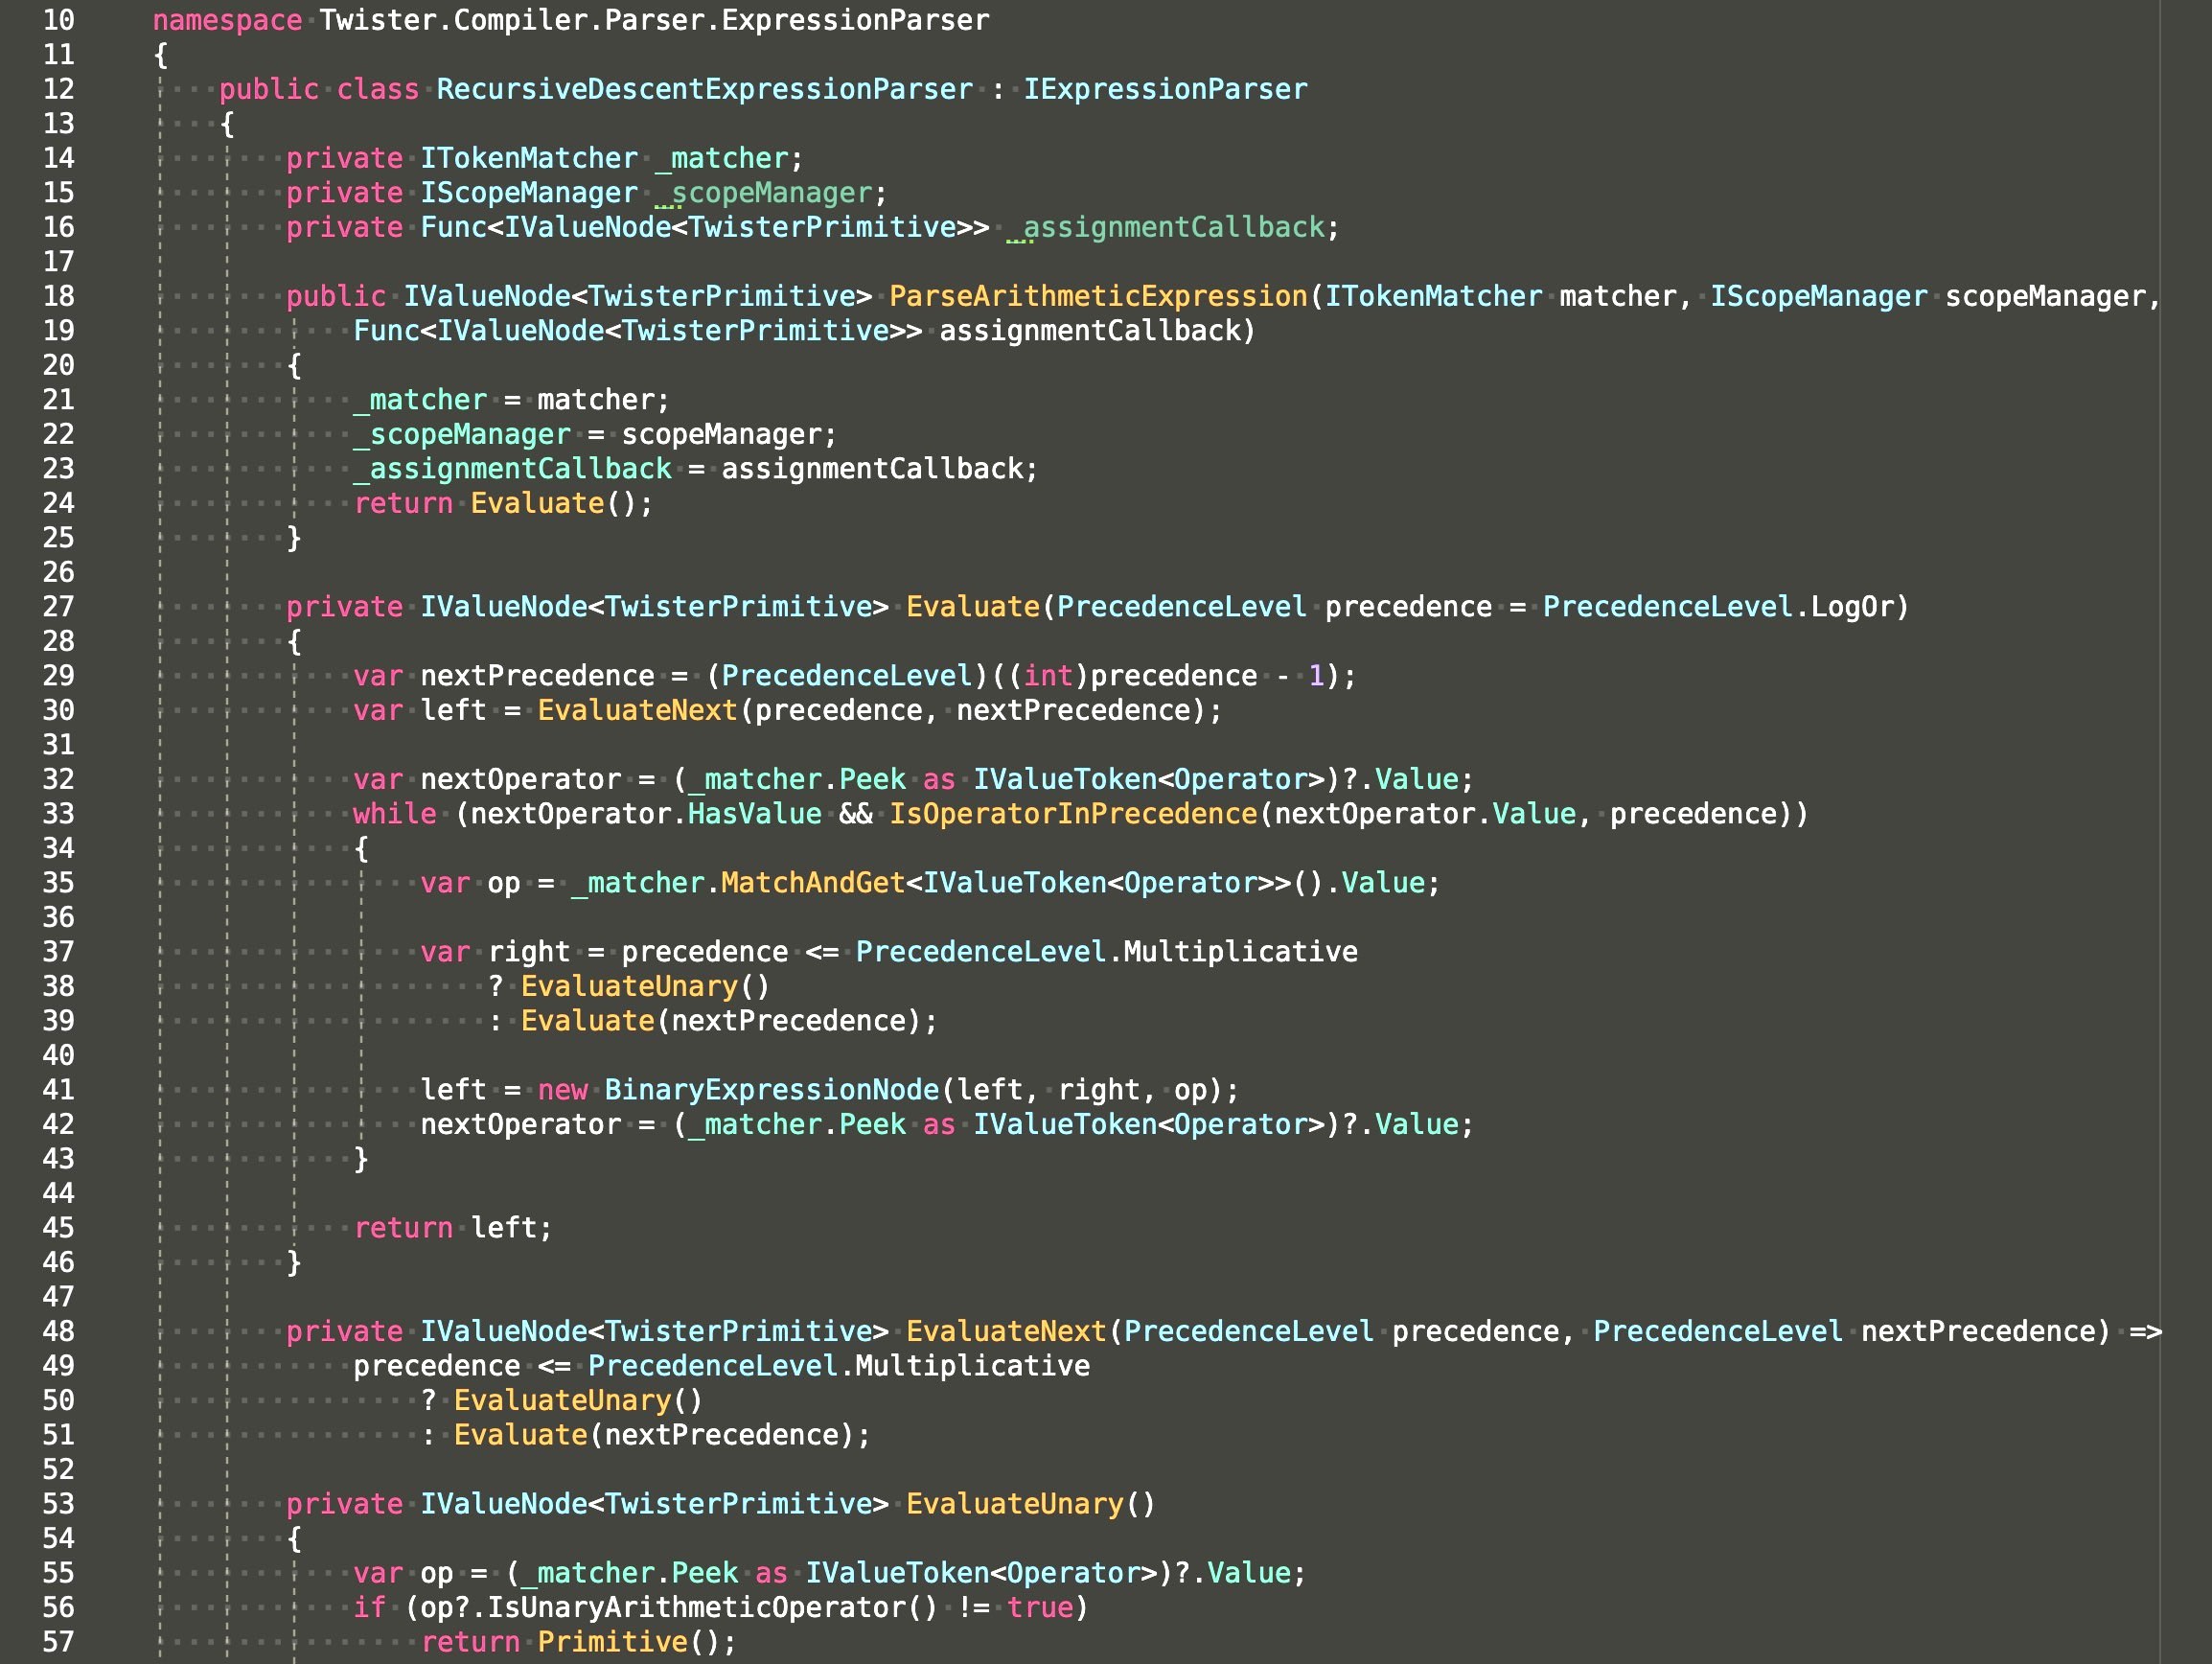 10 namespace Twister.Compiler.Parser.ExpressionParser
11 {
12     public class RecursiveDescentExpressionParser : IExpressionParser
13     {
14         private ITokenMatcher _matcher;
15         private IScopeManager _scopeManager;
16         private Func<IValueNode<TwisterPrimitive>> _assignmentCallback;
17
18         public IValueNode<TwisterPrimitive> ParseArithmeticExpression(ITokenMatcher matcher, IScopeManager scopeManager,
19             Func<IValueNode<TwisterPrimitive>> assignmentCallback)
20         {
21             _matcher = matcher;
22             _scopeManager = scopeManager;
23             _assignmentCallback = assignmentCallback;
24             return Evaluate();
25         }
26
27         private IValueNode<TwisterPrimitive> Evaluate(PrecedenceLevel precedence = PrecedenceLevel.LogOr)
28         {
29             var nextPrecedence = (PrecedenceLevel)((int)precedence - 1);
30             var left = EvaluateNext(precedence, nextPrecedence);
31
32             var nextOperator = (_matcher.Peek as IValueToken<Operator>)?.Value;
33             while (nextOperator.HasValue && IsOperatorInPrecedence(nextOperator.Value, precedence))
34             {
35                 var op = _matcher.MatchAndGet<IValueToken<Operator>>().Value;
36
37                 var right = precedence <= PrecedenceLevel.Multiplicative
38                     ? EvaluateUnary()
39                     : Evaluate(nextPrecedence);
40
41                 left = new BinaryExpressionNode(left, right, op);
42                 nextOperator = (_matcher.Peek as IValueToken<Operator>)?.Value;
43             }
44
45             return left;
46         }
47
48         private IValueNode<TwisterPrimitive> EvaluateNext(PrecedenceLevel precedence, PrecedenceLevel nextPrecedence) =>
49             precedence <= PrecedenceLevel.Multiplicative
50                 ? EvaluateUnary()
51                 : Evaluate(nextPrecedence);
52
53         private IValueNode<TwisterPrimitive> EvaluateUnary()
54         {
55             var op = (_matcher.Peek as IValueToken<Operator>)?.Value;
56             if (op?.IsUnaryArithmeticOperator() != true)
57                 return Primitive();